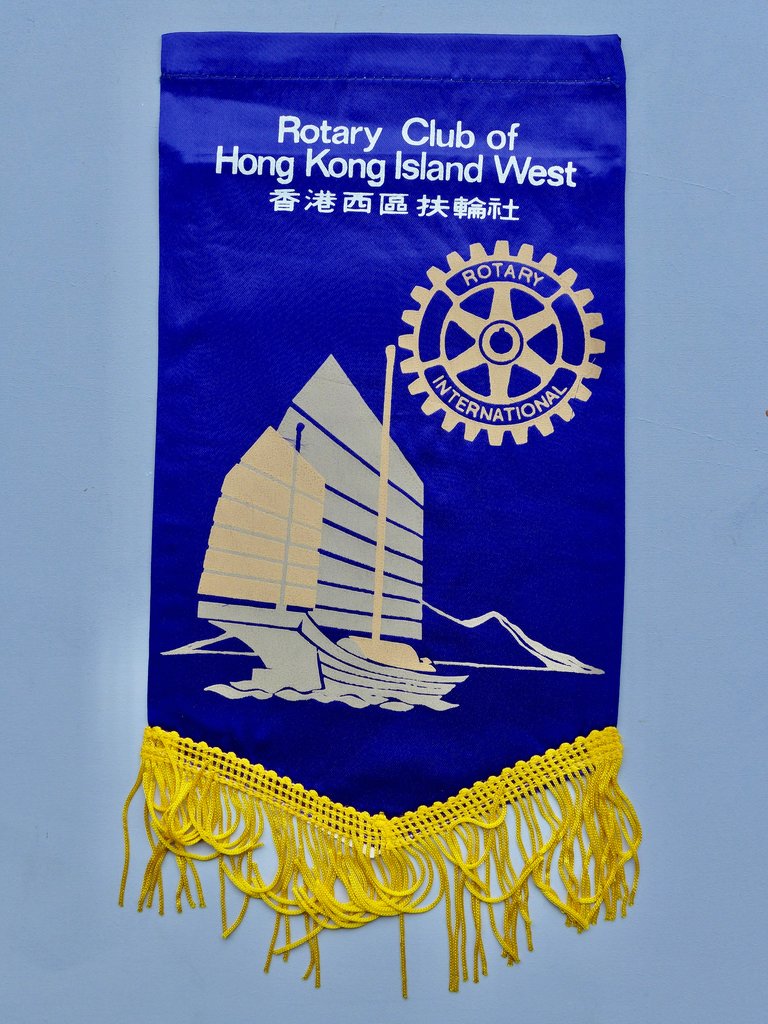 Rotary Club of
Hong Kong Island West
香港西區扶輪社
ROTARY
INTERNATIONAL